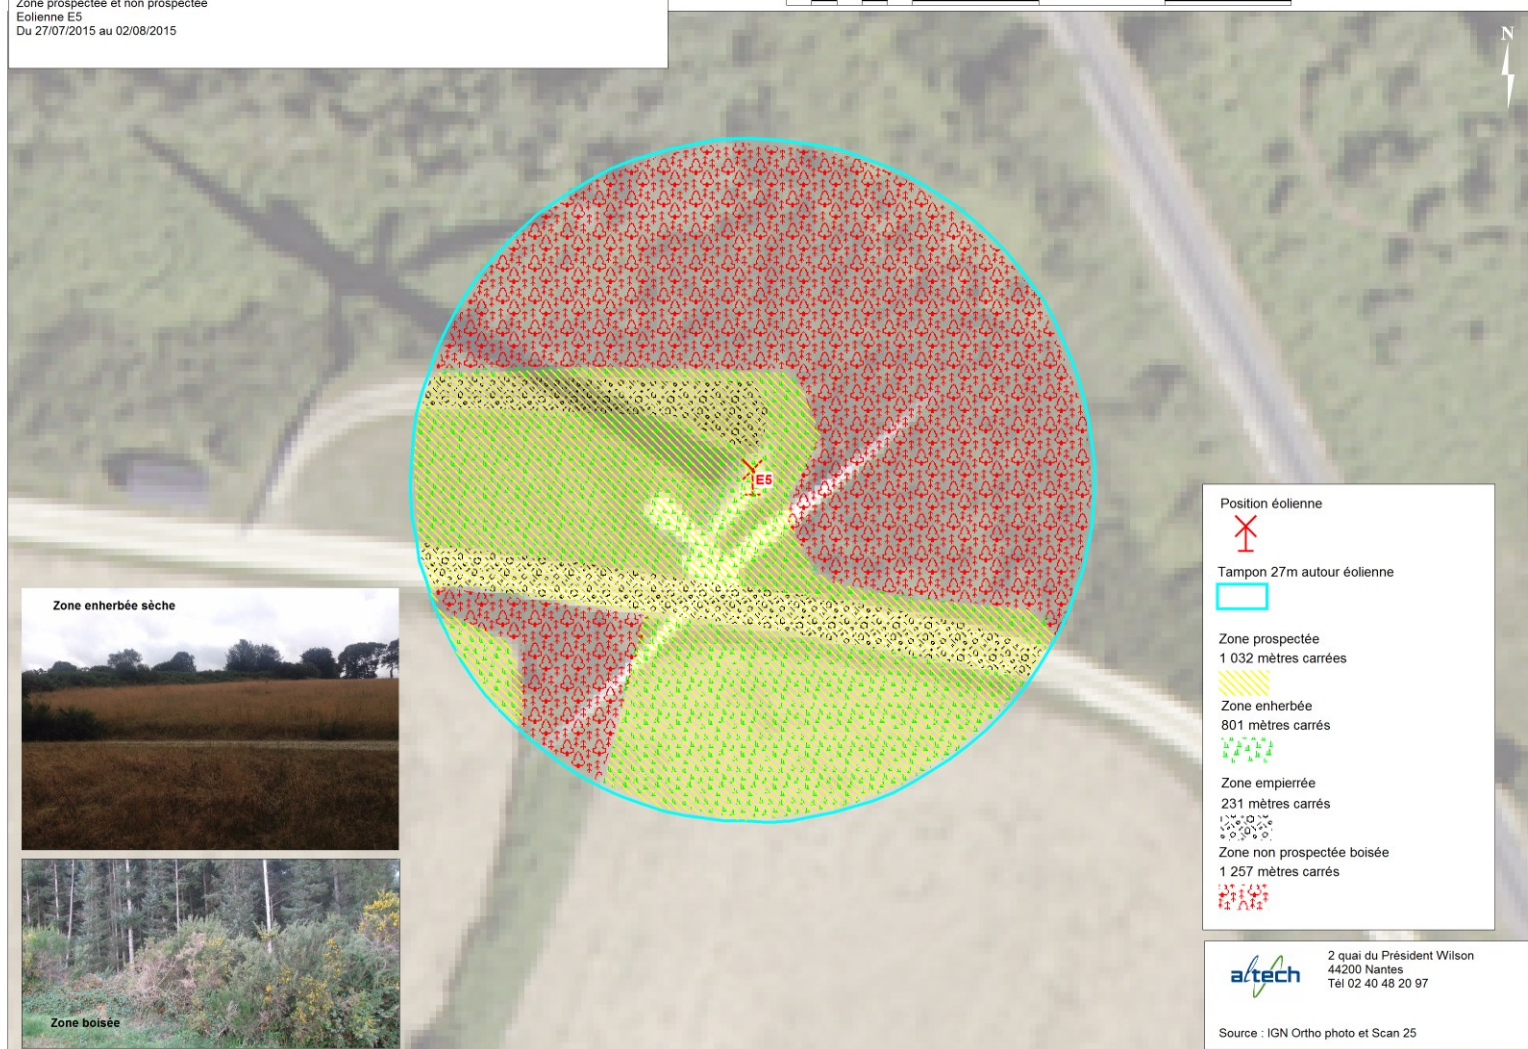 Zone prospectée et non prospectée
Eolienne E5
Du 27/07/2015 au 02/08/2015
N
E5
Position éolienne
Tampon 27m autour éolienne
Zone prospectée
1 032 mètres carrées
Zone enherbée
801 mètres carrés
Zone empierrée
231 mètres carrés
Zone non prospectée boisée
1 257 mètres carrés
Zone enherbée sèche
Zone boisée
altech
2 quai du Président Wilson
44200 Nantes
Tél 02 40 48 20 97
Source : IGN Ortho photo et Scan 25